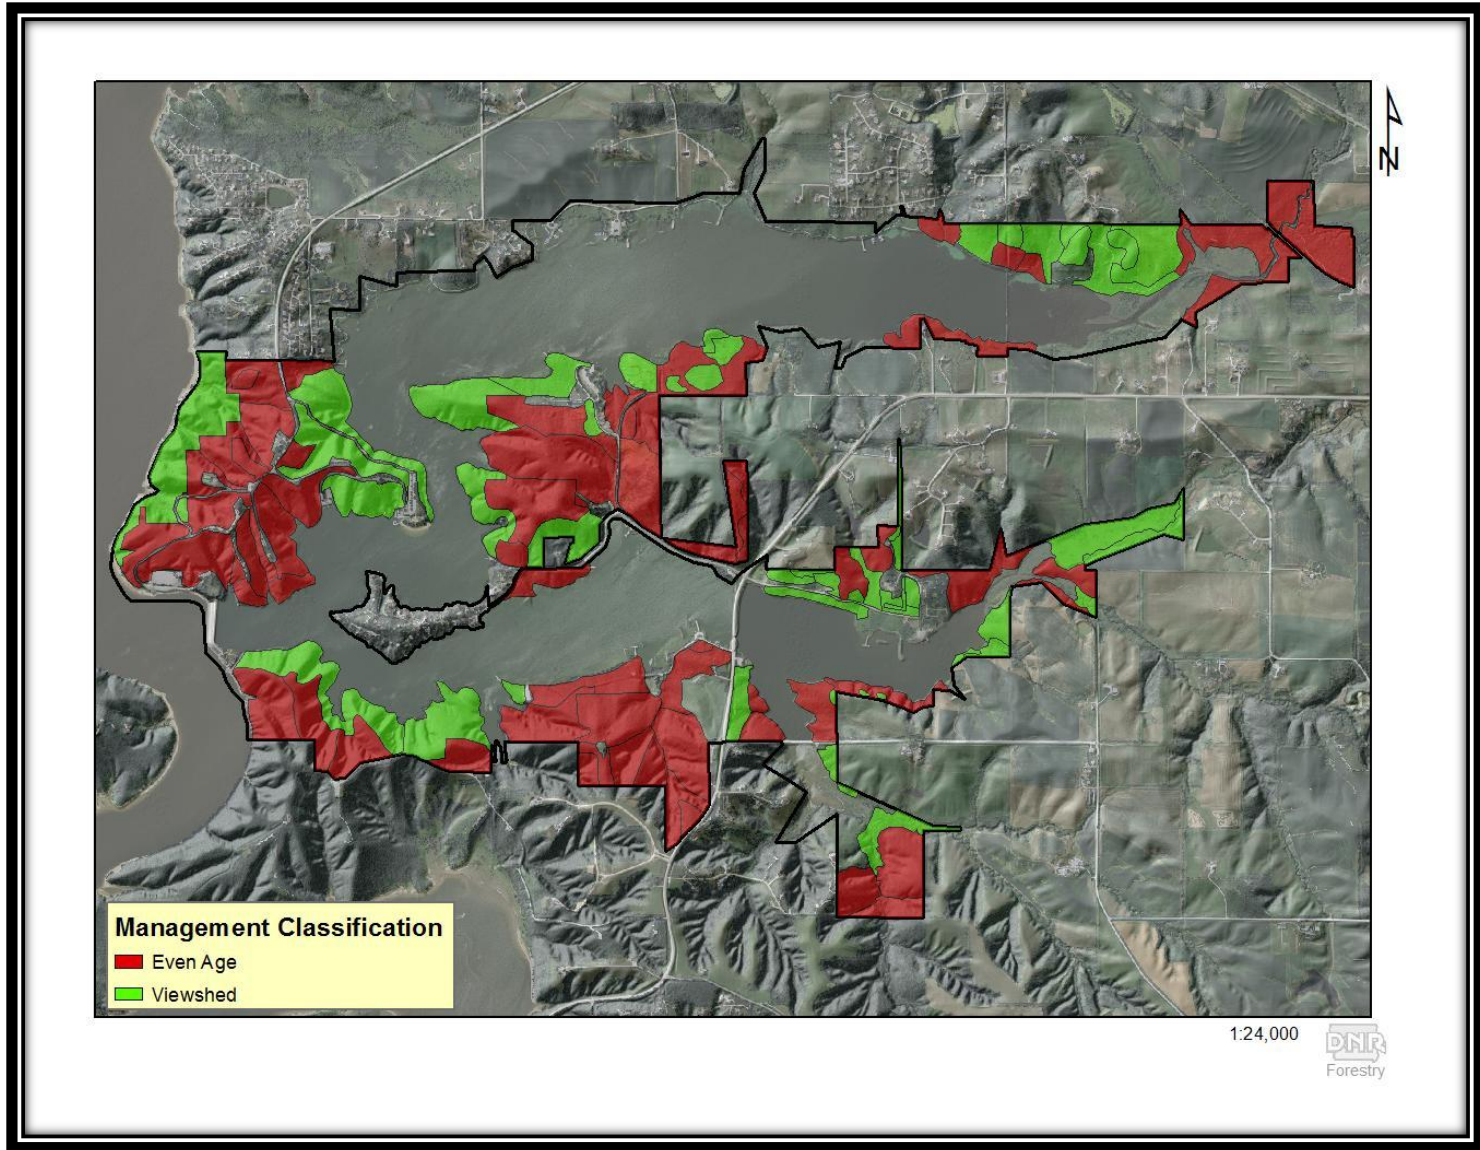 N
Management Classification
Even Age
Viewshed
1:24,000
DNR
Forestry